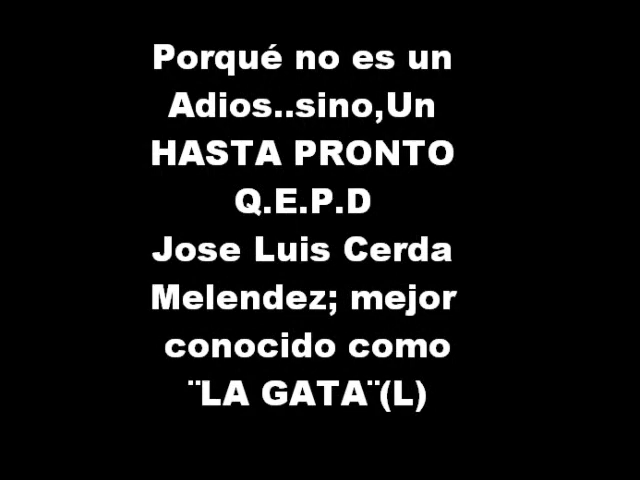 Porqué no es un
Adios..sino,Un
HASTA PRONTO
Q.E.P.D
Jose Luis Cerda
Melendez; mejor
conocido como
¨LA GATA¨(L)